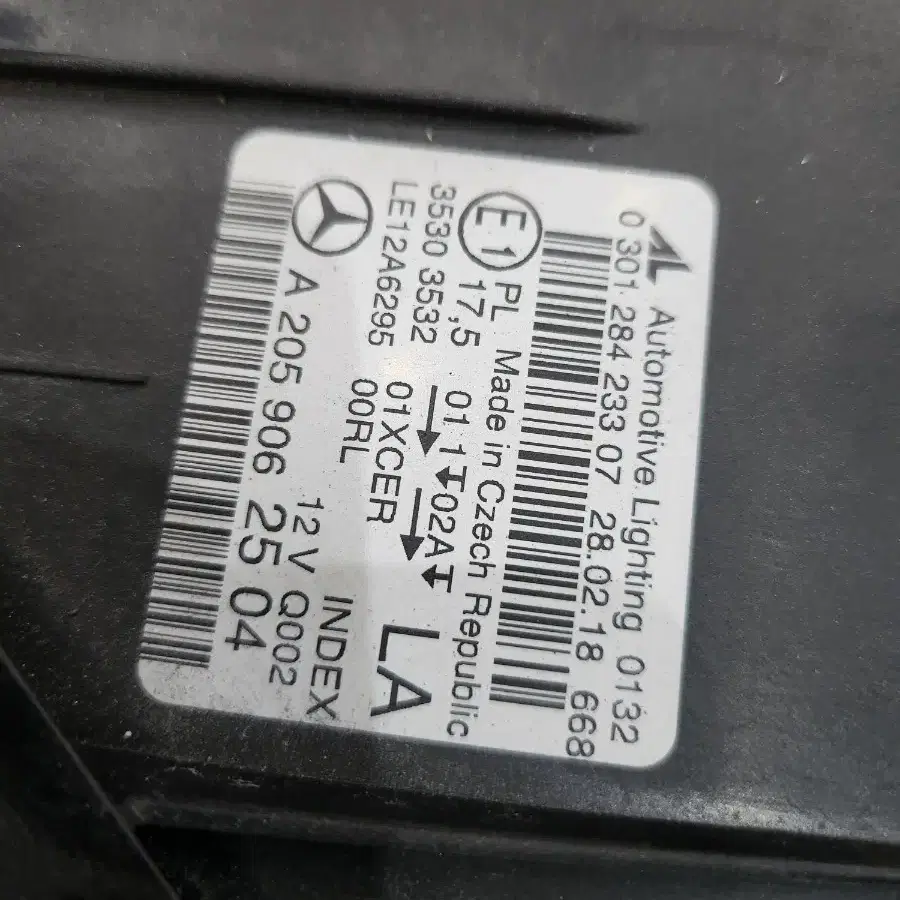 Automotive Lighting 0132
0 301 284 233 07 28.02.18 668
PL Made in Czech Republic
E1 17,5 01 1 02A
3530 3532 01XCER LA
LE12A6295 00RL
INDEX
12 V Q002
A 205 906 25 04